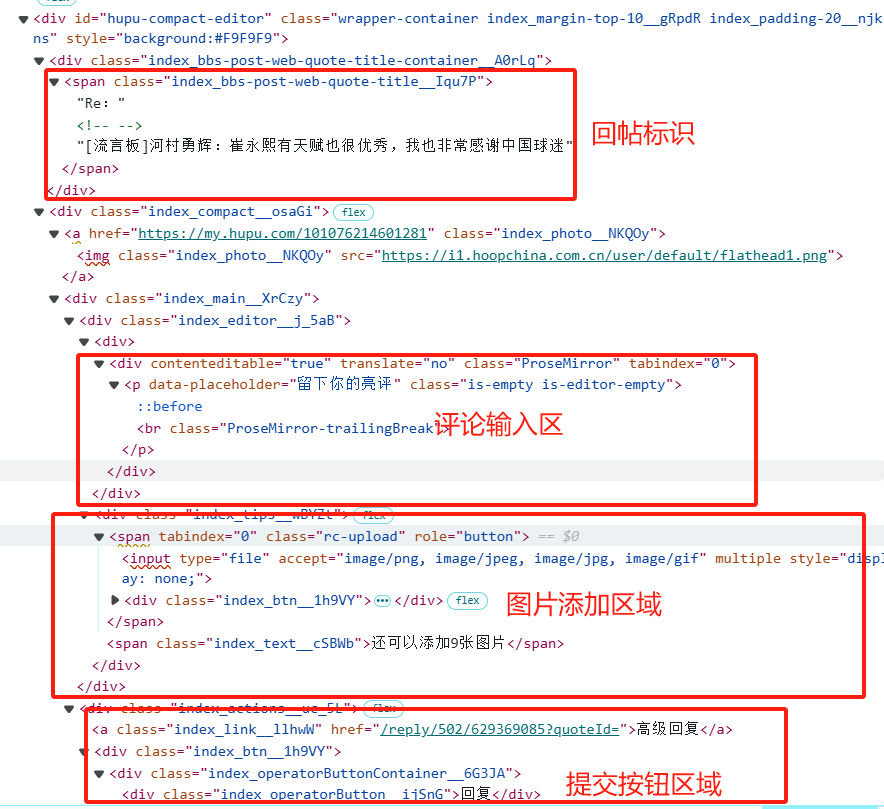 flex
▼<div id="hupu-compact-editor" class="wrapper-container index_margin-top-10__gRpdR index_padding-20__njk
ns" style="background:#F9F9F9">
▼<div class="index_bbs-post-web-quote-title-container__A0rLq">
▼<span class="index_bbs-post-web-quote-title__Iqu7P">
"Re: "
<!-- -->
"[流言板]河村勇辉：崔永熙有天赋也很优秀，我也非常感谢中国球迷"
回帖标识
</span>
</div>
▼<div class="index_compact__osaGi"> flex
▼<a href="https://my.hupu.com/101076214601281" class="index_photo__NKQOy">
<img class="index_photo__NKQOy" src="https://i1.hoopchina.com.cn/user/default/flathead1.png">
</a>
▼<div class="index_main__XrCzy">
▼<div class="index_editor__j_5aB">
▼<div>
▼<div contenteditable="true" translate="no" class="ProseMirror" tabindex="0">
▼<p data-placeholder="留下你的亮评" class="is-empty is-editor-empty">
::before
<br class="ProseMirror-trailingBreak">
评论输入区
</p>
</div>
</div>
▼<div class="index_tips__wBYZt"> flex
▼<span tabindex="0" class="rc-upload" role="button"> == $0
<input type="file" accept="image/png, image/jpeg, image/jpg, image/gif" multiple style="displ
ay: none;">
▶<div class="index_btn__1h9VY">⋯</div> flex
图片添加区域
</span>
<span class="index_text__cSBWb">还可以添加9张图片</span>
</div>
</div>
▼<div class="index_actions__uc_5L"> flex
<a class="index_link__llhwW" href="/reply/502/629369085?quoteId=">高级回复</a>
▼<div class="index_btn__1h9VY">
▼<div class="index_operatorButtonContainer__6G3JA">
提交按钮区域
<div class="index_operatorButton__ijSnG">回复</div>